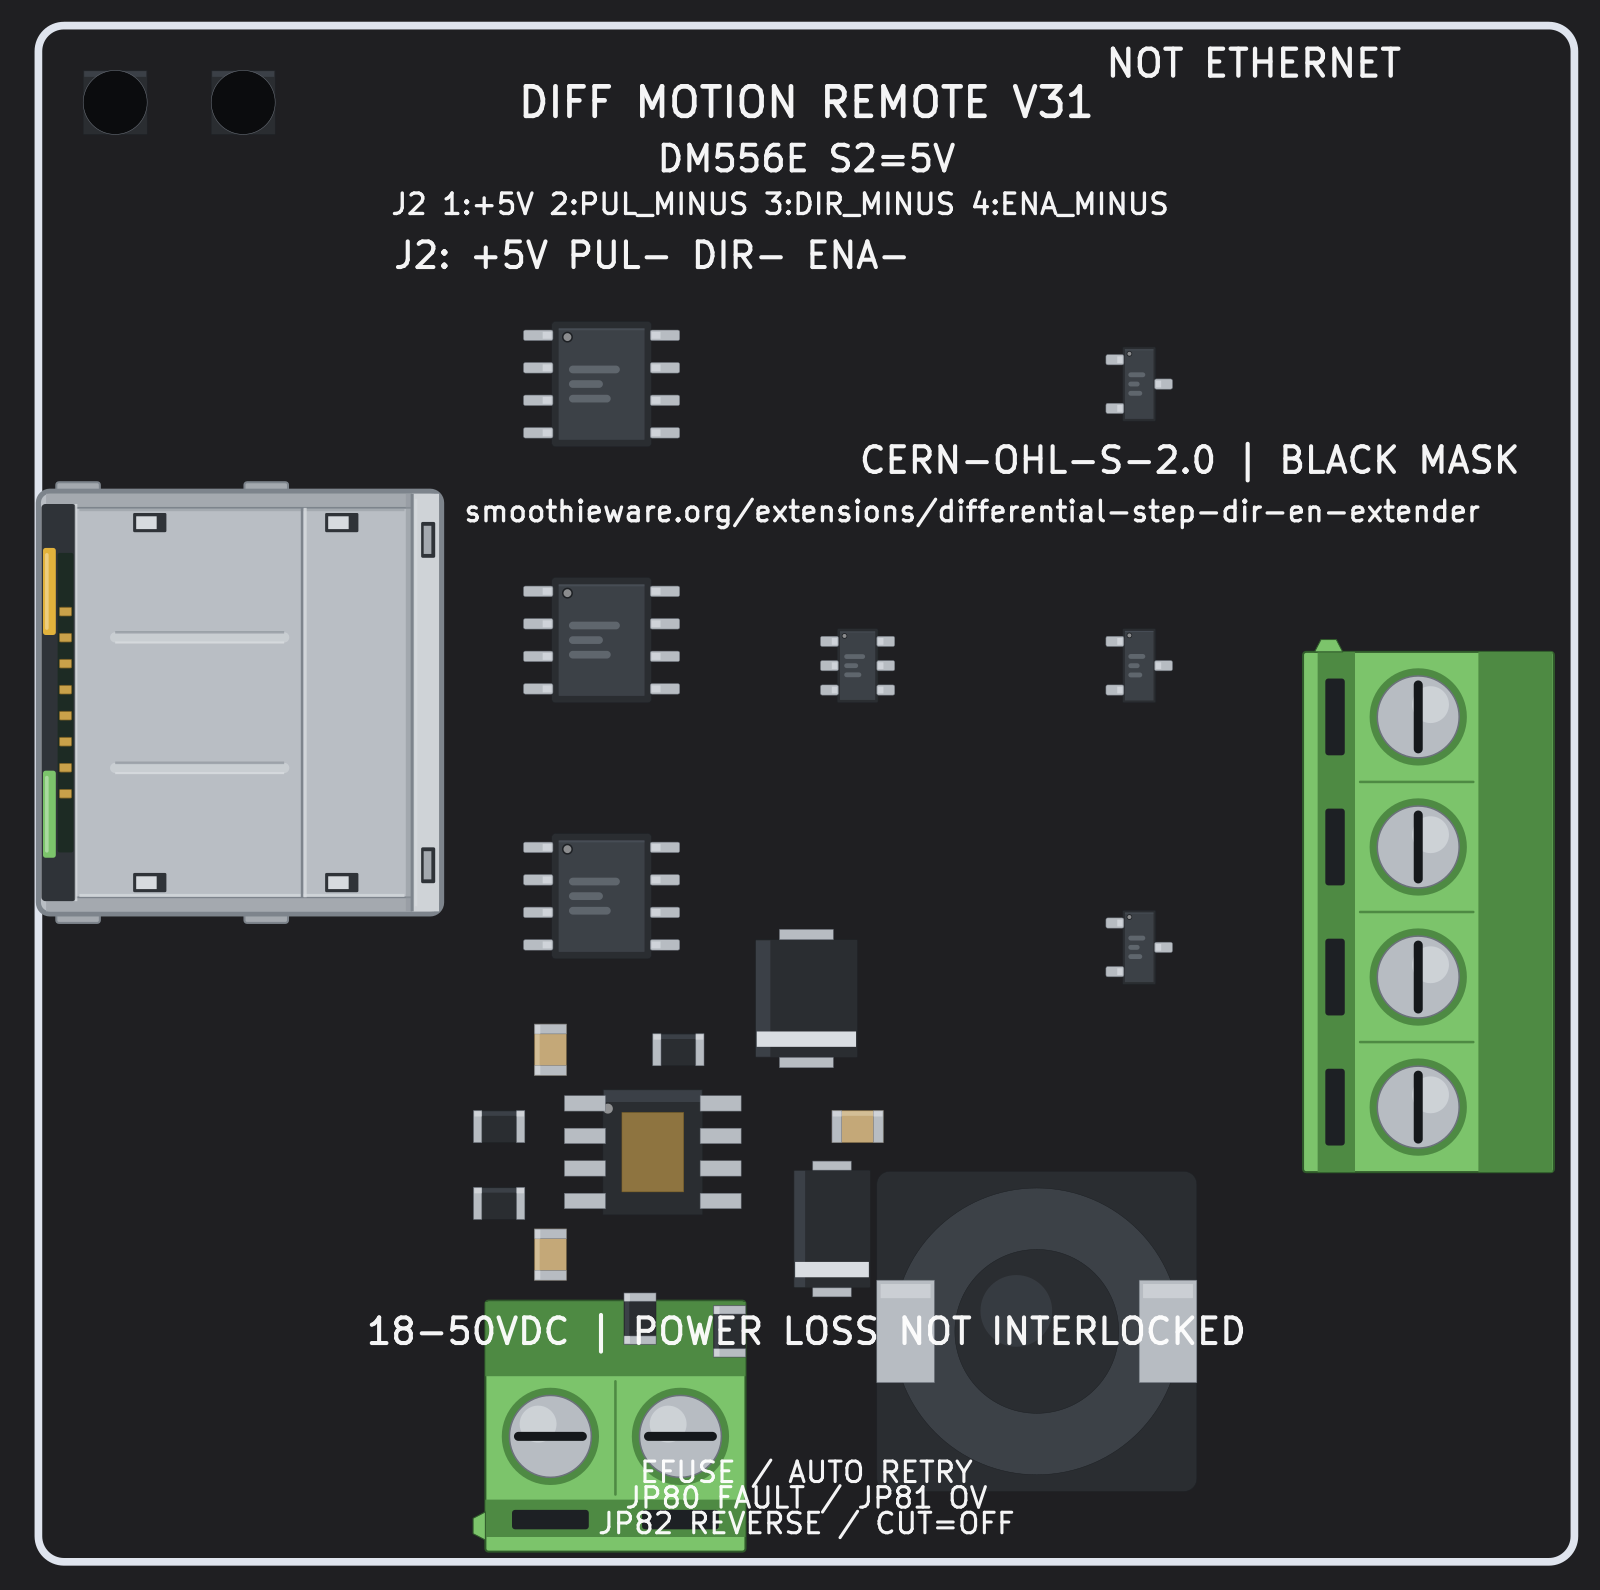 NOT ETHERNET
DIFF MOTION REMOTE V31
DM556E S2=5V
J2 1:+5V 2:PUL_MINUS 3:DIR_MINUS 4:ENA_MINUS
J2: +5V PUL- DIR- ENA-
CERN-OHL-S-2.0 | BLACK MASK
smoothieware.org/extensions/differential-step-dir-en-extender
18-50VDC | POWER LOSS NOT INTERLOCKED
EFUSE / AUTO RETRY
JP80 FAULT / JP81 OV
JP82 REVERSE / CUT=OFF